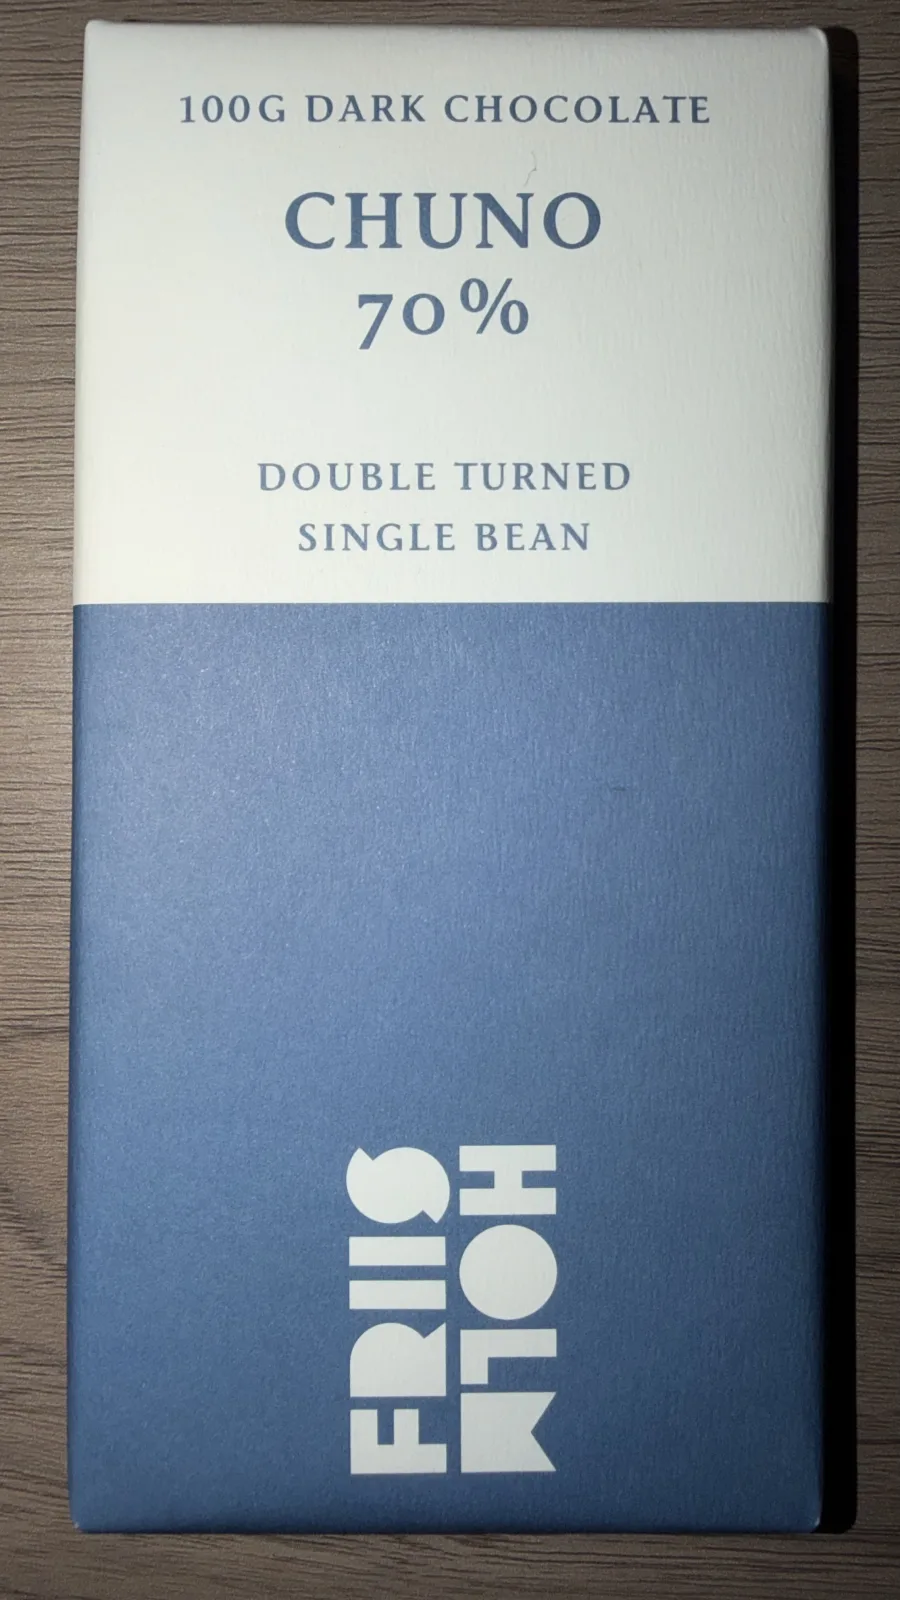 100G DARK CHOCOLATE
CHUNO
70%
DOUBLE TURNED
SINGLE BEAN
FRIIS
HOLM